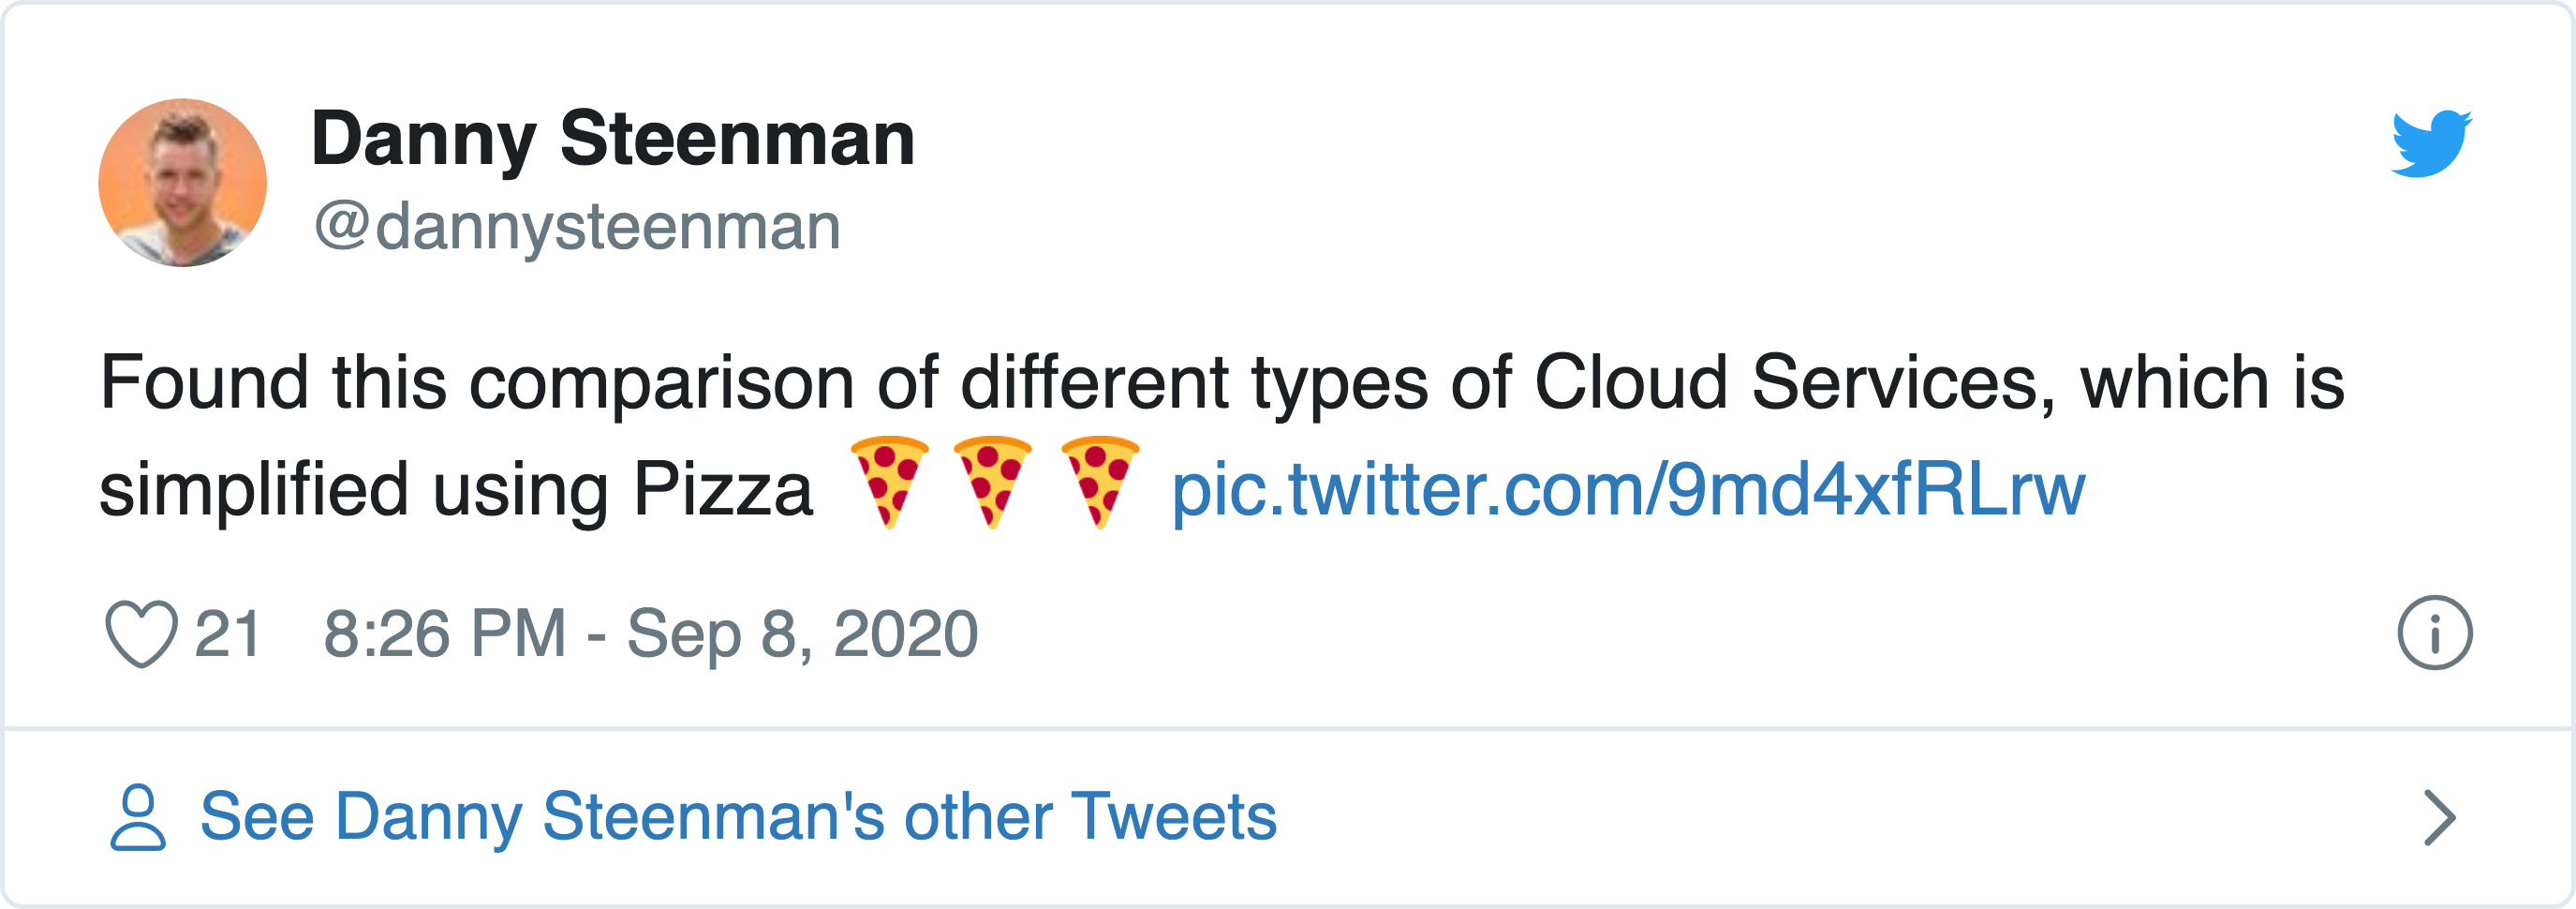 Danny Steenman
@dannysteenman
Found this comparison of different types of Cloud Services, which is
simplified using Pizza 🍕 🍕 🍕 pic.twitter.com/9md4xfRLrw
21 8:26 PM - Sep 8, 2020
See Danny Steenman's other Tweets